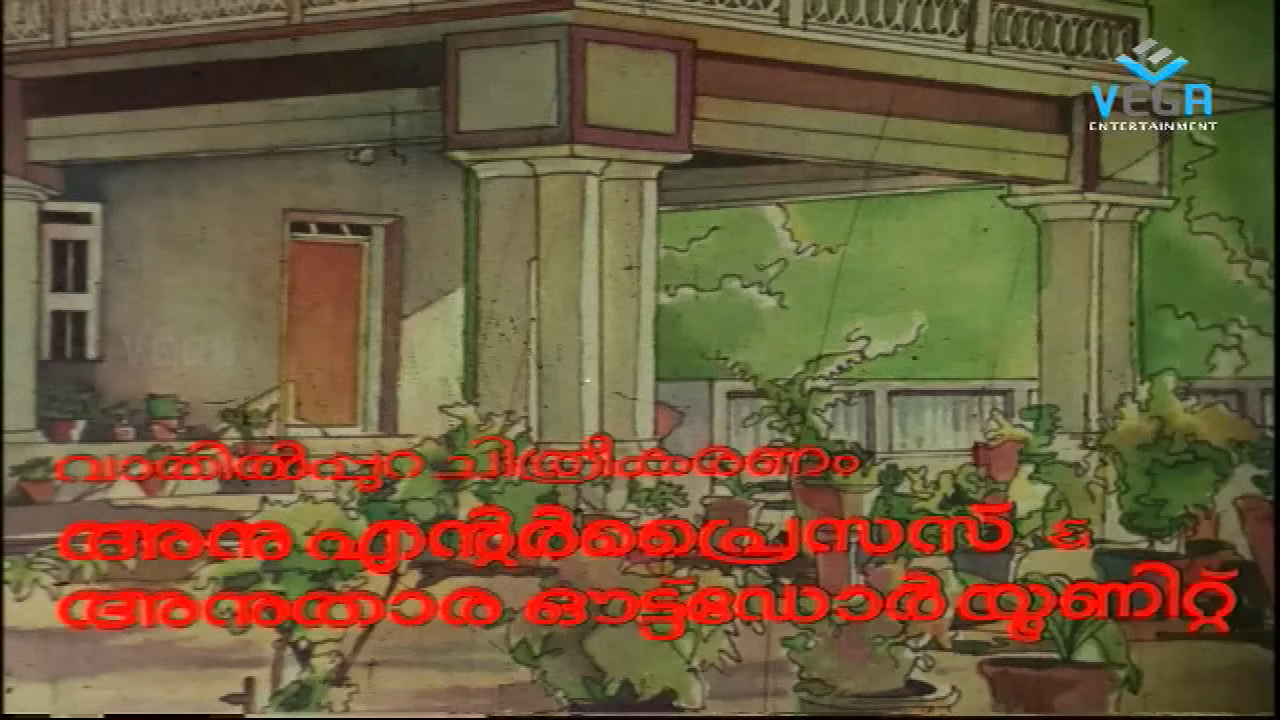 VEGA
ENTERTAINMENT
വാതിൽപ്പുറ ചിത്രീകരണം
അനു എന്റർപ്രൈസസ് &
അനുതാര ഔട്ട്ഡോർ യൂണിറ്റ്